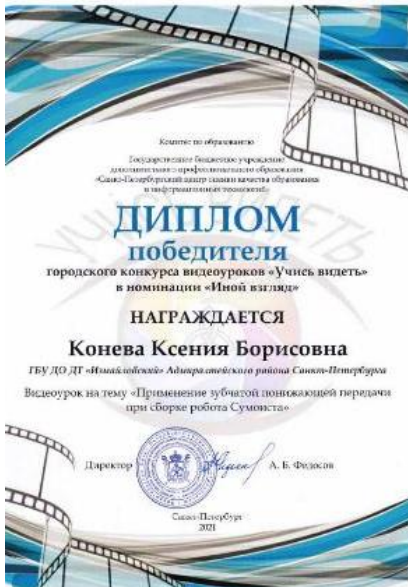 Комитет по образованию
Государственное бюджетное учреждение
дополнительного профессионального образования
«Санкт-Петербургский центр оценки качества образования
и информационных технологий»
ДИПЛОМ
победителя
городского конкурса видеоуроков «Учись видеть»
в номинации «Иной взгляд»
НАГРАЖДАЕТСЯ
Конева Ксения Борисовна
ГБУ ДО ДТ «Измайловский» Адмиралтейского района Санкт-Петербурга
Видеоурок на тему «Применение зубчатой понижающей передачи
при сборке робота Сумоиста»
Директор
А. Б. Федосов
Санкт-Петербург
2021